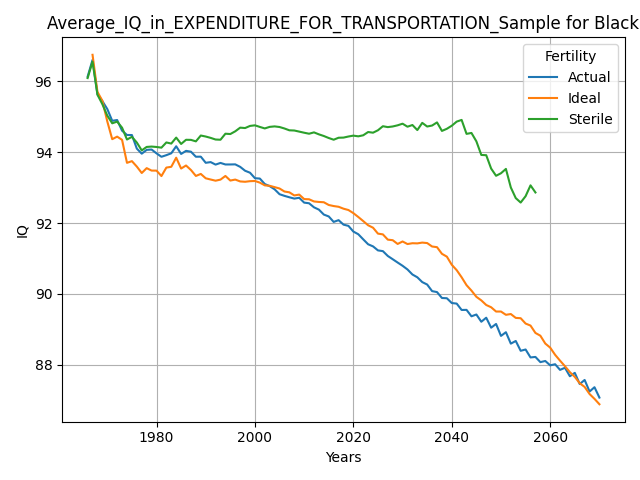 Average_IQ_in_EXPENDITURE_FOR_TRANSPORTATION_Sample for Black
Fertility
Actual
Ideal
Sterile
IQ
96
94
92
90
88
1980
2000
2020
2040
2060
Years